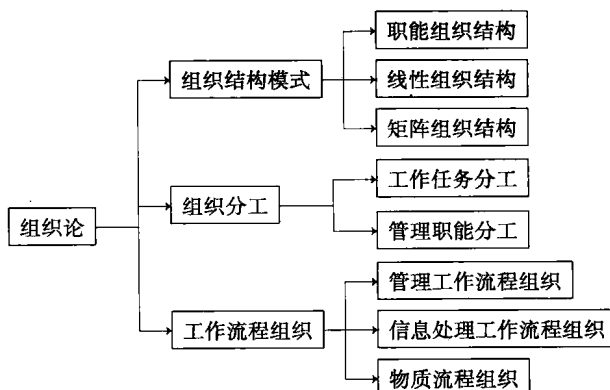 职能组织结构
组织结构模式
线性组织结构
矩阵组织结构
工作任务分工
组织分工
组织论
管理职能分工
管理工作流程组织
工作流程组织
信息处理工作流程组织
物质流程组织